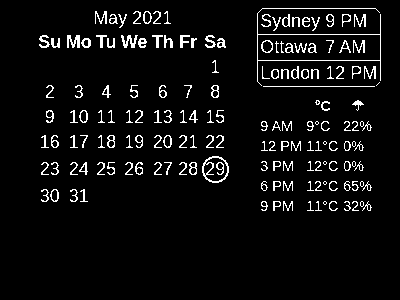 May 2021
Su Mo Tu We Th Fr Sa
1
2 3 4 5 6 7 8
9 10 11 12 13 14 15
16 17 18 19 20 21 22
23 24 25 26 27 28 29
30 31
Sydney 9 PM
Ottawa 7 AM
London 12 PM
°C ☂
9 AM 9°C 22%
12 PM 11°C 0%
3 PM 12°C 0%
6 PM 12°C 65%
9 PM 11°C 32%